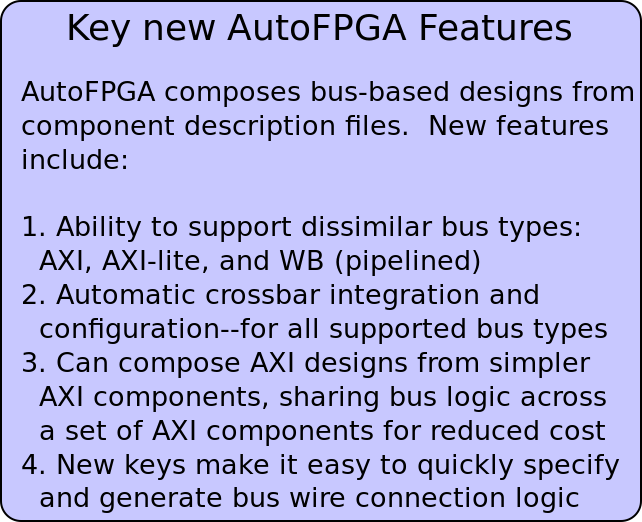 Key new AutoFPGA Features
AutoFPGA composes bus-based designs from
component description files.  New features
include:
1. Ability to support dissimilar bus types:
AXI, AXI-lite, and WB (pipelined)
2. Automatic crossbar integration and
configuration--for all supported bus types
3. Can compose AXI designs from simpler
AXI components, sharing bus logic across
a set of AXI components for reduced cost
4. New keys make it easy to quickly specify
and generate bus wire connection logic